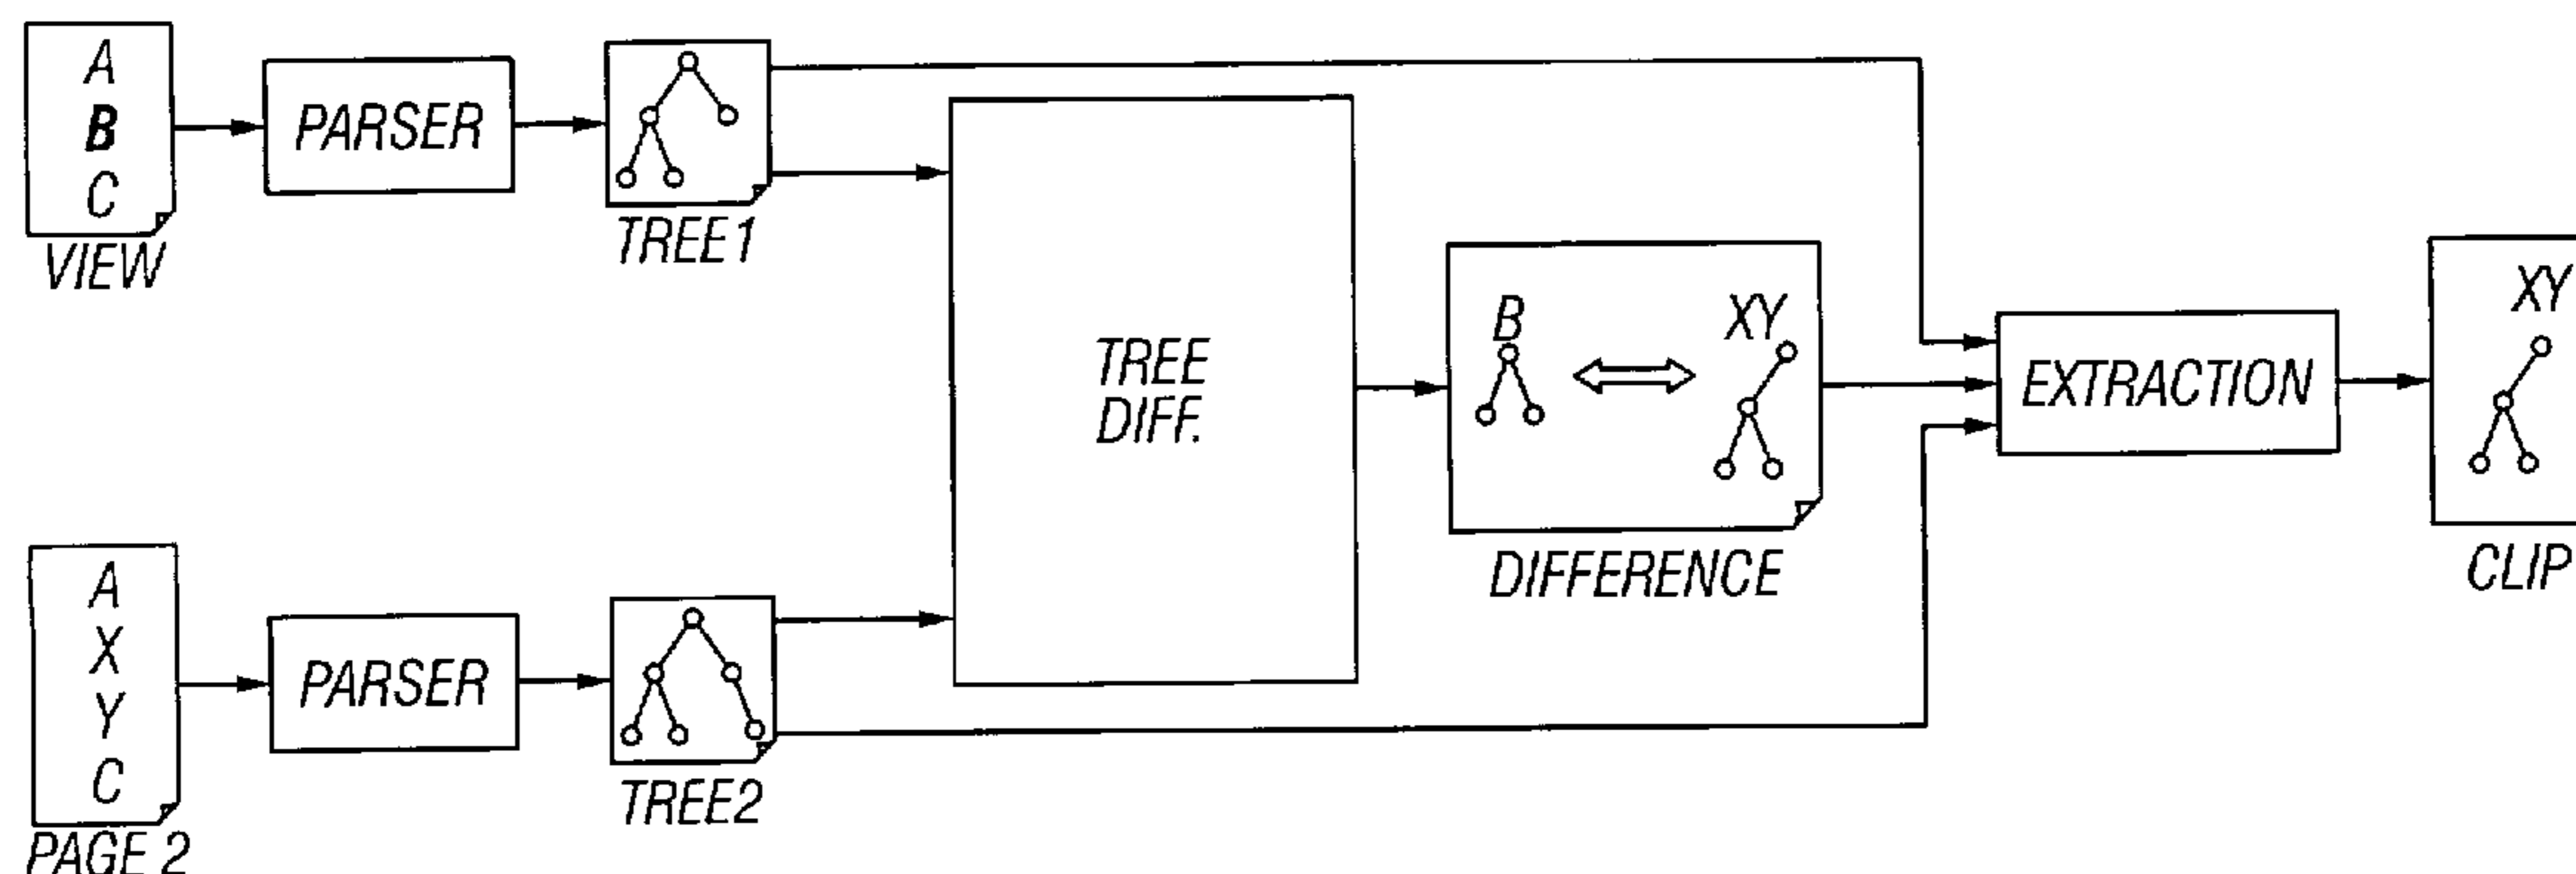 A
B
C
VIEW
PARSER
TREE1
TREE
DIFF.
B
XY
DIFFERENCE
EXTRACTION
XY
CLIP
A
X
Y
C
PAGE 2
PARSER
TREE2